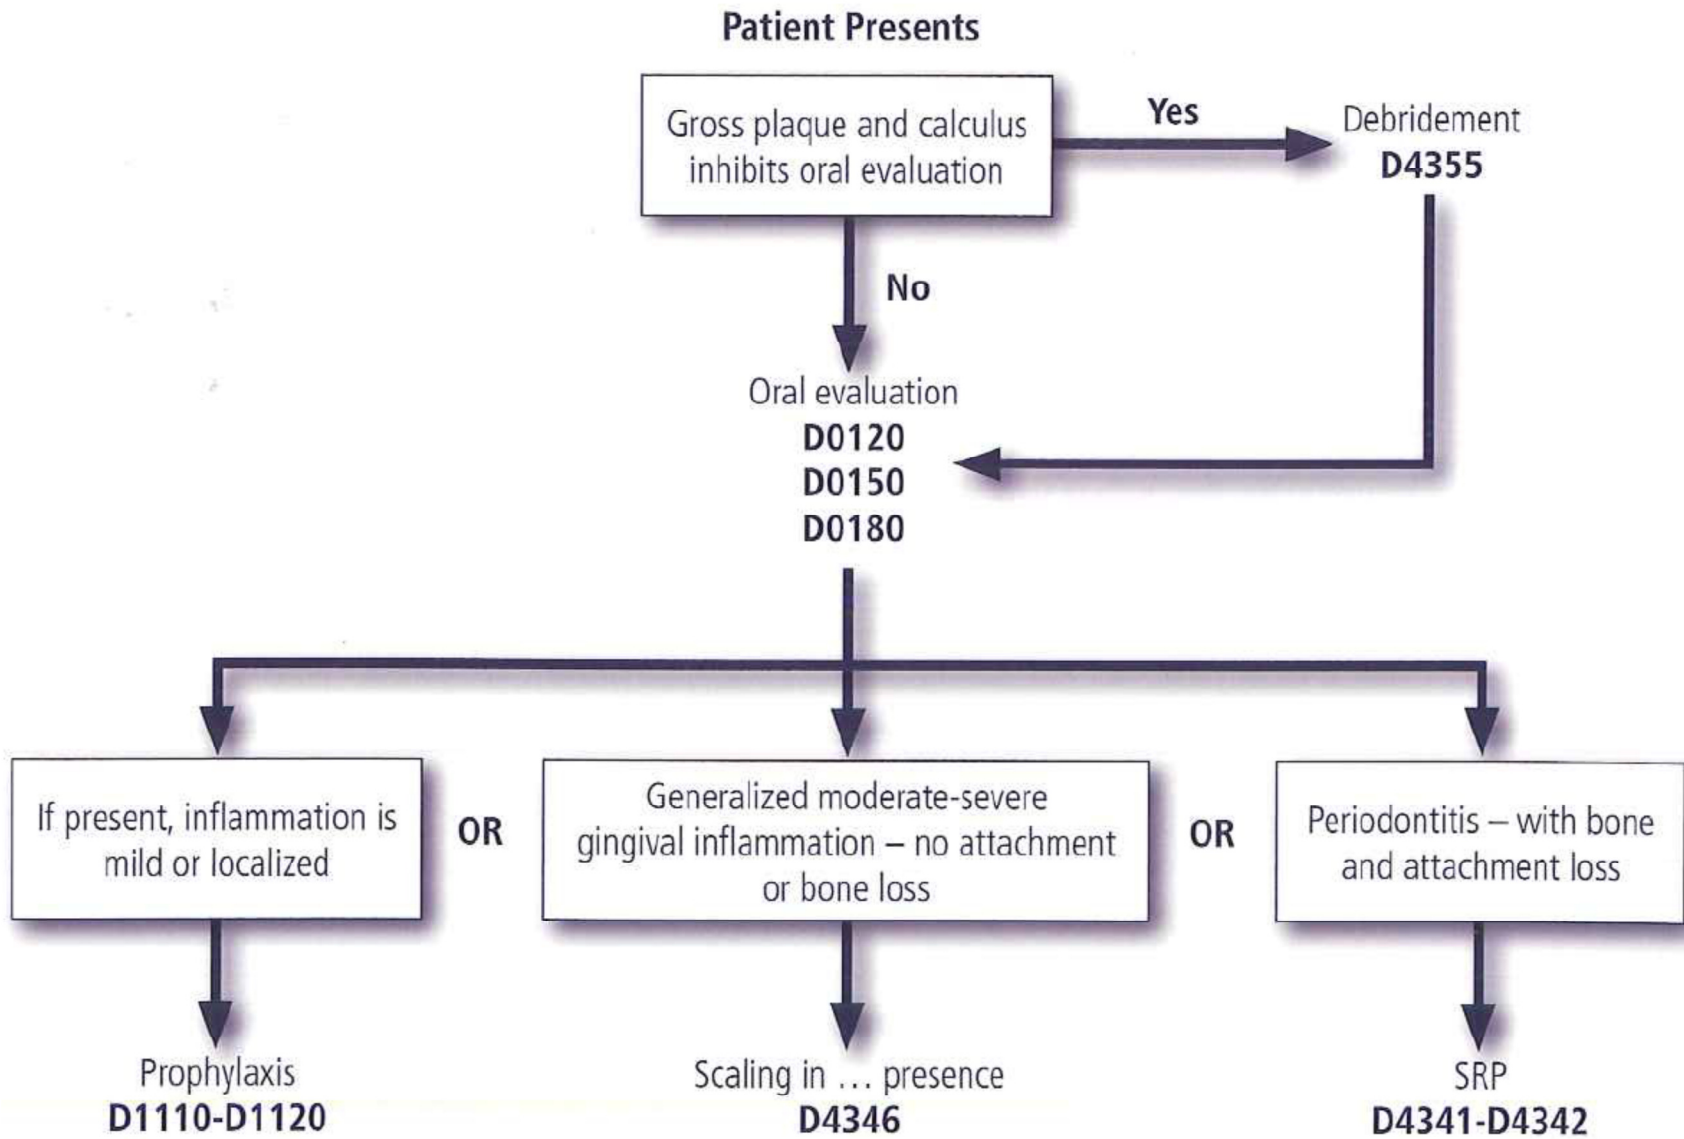 Patient Presents
Gross plaque and calculus
inhibits oral evaluation
Yes
Debridement
D4355
No
Oral evaluation
D0120
D0150
D0180
If present, inflammation is
mild or localized
OR
Generalized moderate-severe
gingival inflammation – no attachment
or bone loss
OR
Periodontitis – with bone
and attachment loss
Prophylaxis
D1110-D1120
Scaling in ... presence
D4346
SRP
D4341-D4342